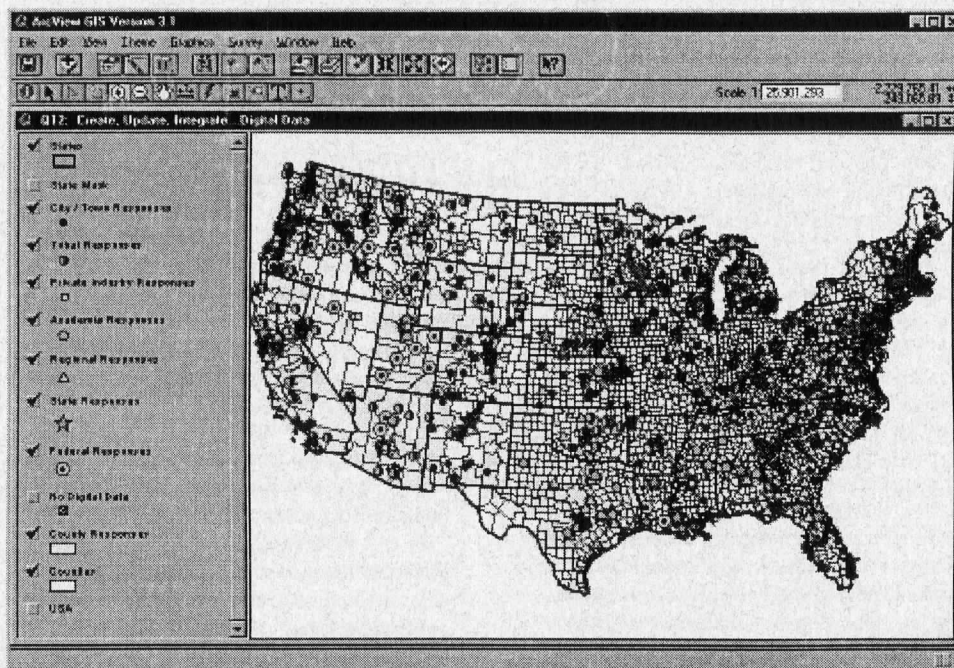 ArcView GIS Version 3.1
File Edit View Theme Graphics Survey Window Help
Scale 1: 25,901,293
Q12: Create, Update, Integrate Digital Data
States
State Mask
City / Town Responses
Tribal Responses
Private Industry Responses
Academia Responses
Regional Responses
State Responses
Federal Responses
No Digital Data
County Responses
Counties
USA